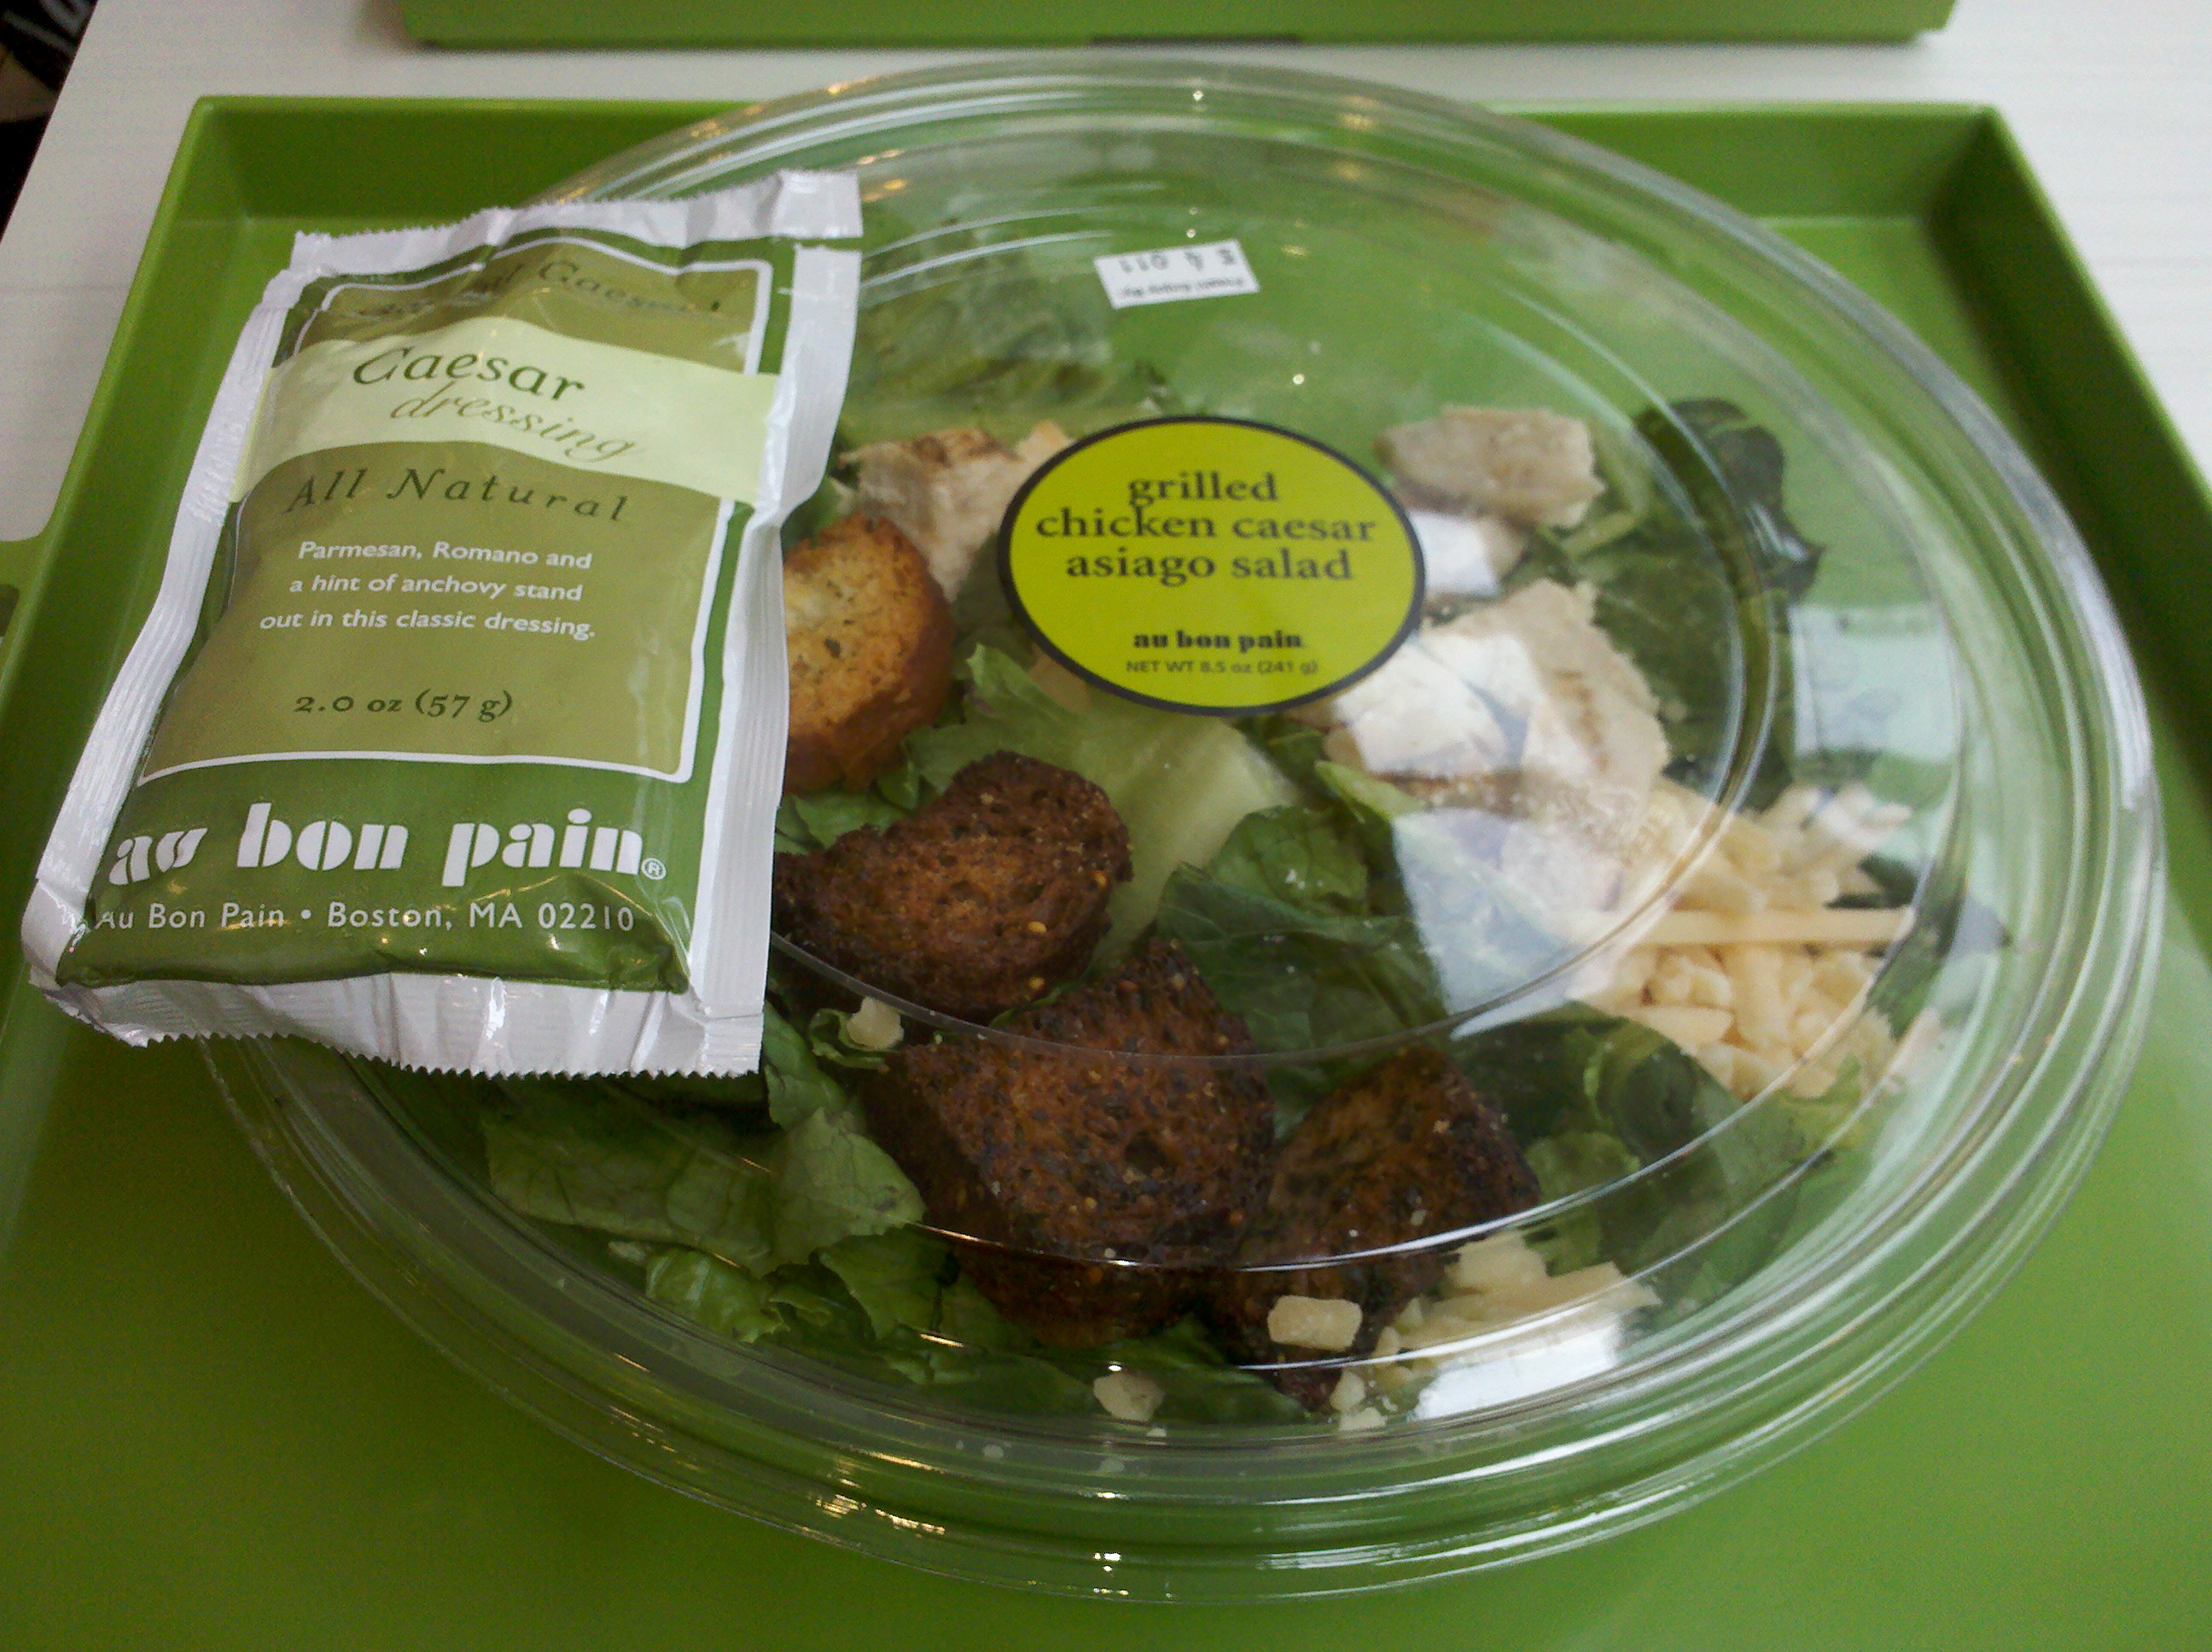 Caesar
dressing
All Natural
Parmesan, Romano and
a hint of anchovy stand
out in this classic dressing.
2.0 oz (57 g)
au bon pain®
Au Bon Pain • Boston, MA 02210
grilled
chicken caesar
asiago salad
au bon pain
NET WT 8.5 oz (241 g)